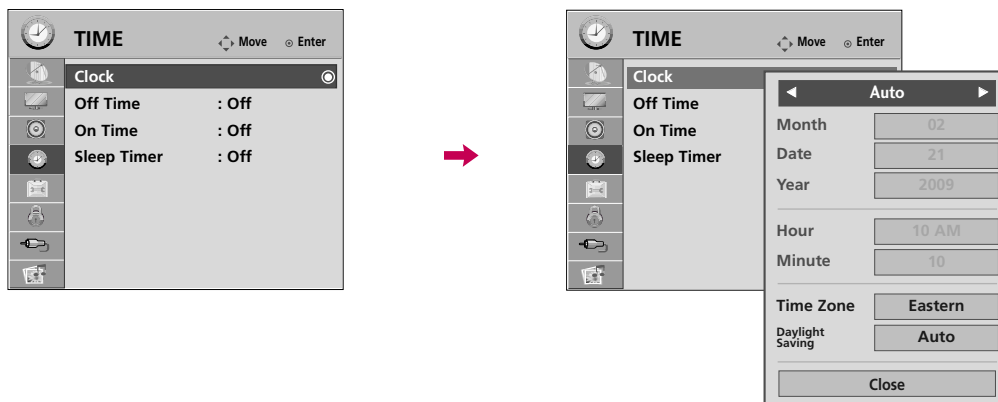 TIME
Move Enter
Clock
Off Time : Off
On Time : Off
Sleep Timer : Off
TIME
Move Enter
Clock
Off Time
On Time
Sleep Timer
Auto
Month 02
Date 21
Year 2009
Hour 10 AM
Minute 10
Time Zone Eastern
Daylight
Saving
Auto
Close